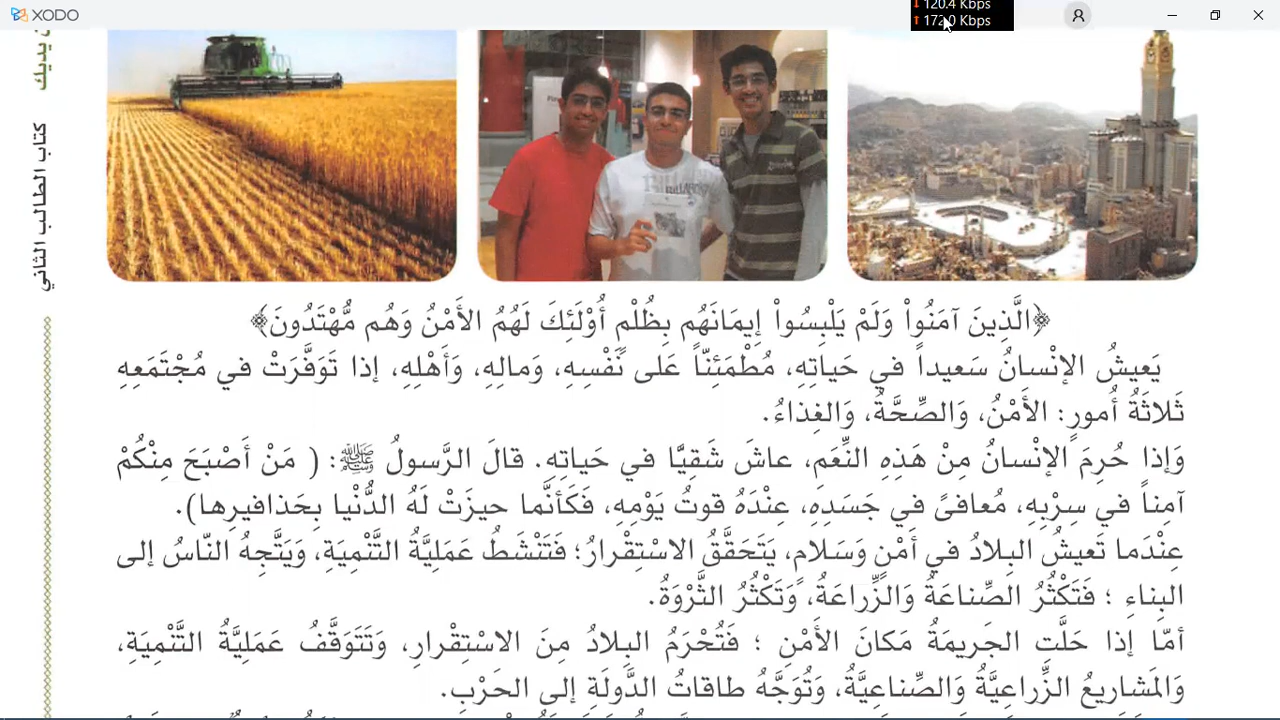 XODO
120.4 Kbps
172.0 Kbps
ن يديك
كتاب الطالب الثاني
﴿الَّذِينَ آمَنُواْ وَلَمْ يَلْبِسُواْ إِيمَانَهُم بِظُلْمٍ أُوْلَئِكَ لَهُمُ الأَمْنُ وَهُم مُّهْتَدُونَ﴾
يَعيشُ الإنْسانُ سعيداً في حَياتِهِ، مُطْمَئِنّاً عَلى نَفْسِهِ، وَمالِهِ، وَأَهْلِهِ، إذا تَوَفَّرَتْ في مُجْتَمَعِهِ
ثَلاثَةُ أُمورٍ: الأَمْنُ، وَالصِّحَّةُ، وَالغِذاءُ.
وَإذا حُرِمَ الإنْسانُ مِنْ هَذِهِ النِّعَمِ، عاشَ شَقِيًّا في حَياتِهِ. قالَ الرَّسولُ ﷺ: ( مَنْ أَصْبَحَ مِنْكُمْ
آمِناً في سِرْبِهِ، مُعافىً في جَسَدِهِ، عِنْدَهُ قوتُ يَوْمِهِ، فَكَأنَّما حيزَتْ لَهُ الدُّنْيا بِحَذافيرِها).
عِنْدَما تَعيشُ البِلادُ في أَمْنٍ وَسَلامٍ، يَتَحَقَّقُ الاسْتِقْرارُ؛ فَتَنْشَطُ عَمَلِيَّةُ التَّنْمِيَةِ، وَيَتَّجِهُ النّاسُ إلى
البِناءِ ؛ فَتَكْثُرُ الصِّناعَةُ وَالزِّراعَةُ، وَتَكْثُرُ الثَّرْوَةُ.
أمّا إذا حَلَّتِ الجَريمَةُ مَكانَ الأَمْنِ ؛ فَتُحْرَمُ البِلادُ مِنَ الاسْتِقْرارِ، وَتَتَوَقَّفُ عَمَلِيَّةُ التَّنْمِيَةِ،
وَالمَشاريعُ الزِّراعِيَّةُ وَالصِّناعِيَّةُ، وَتُوَجَّهُ طاقاتُ الدَّولَةِ إلى الحَرْبِ.